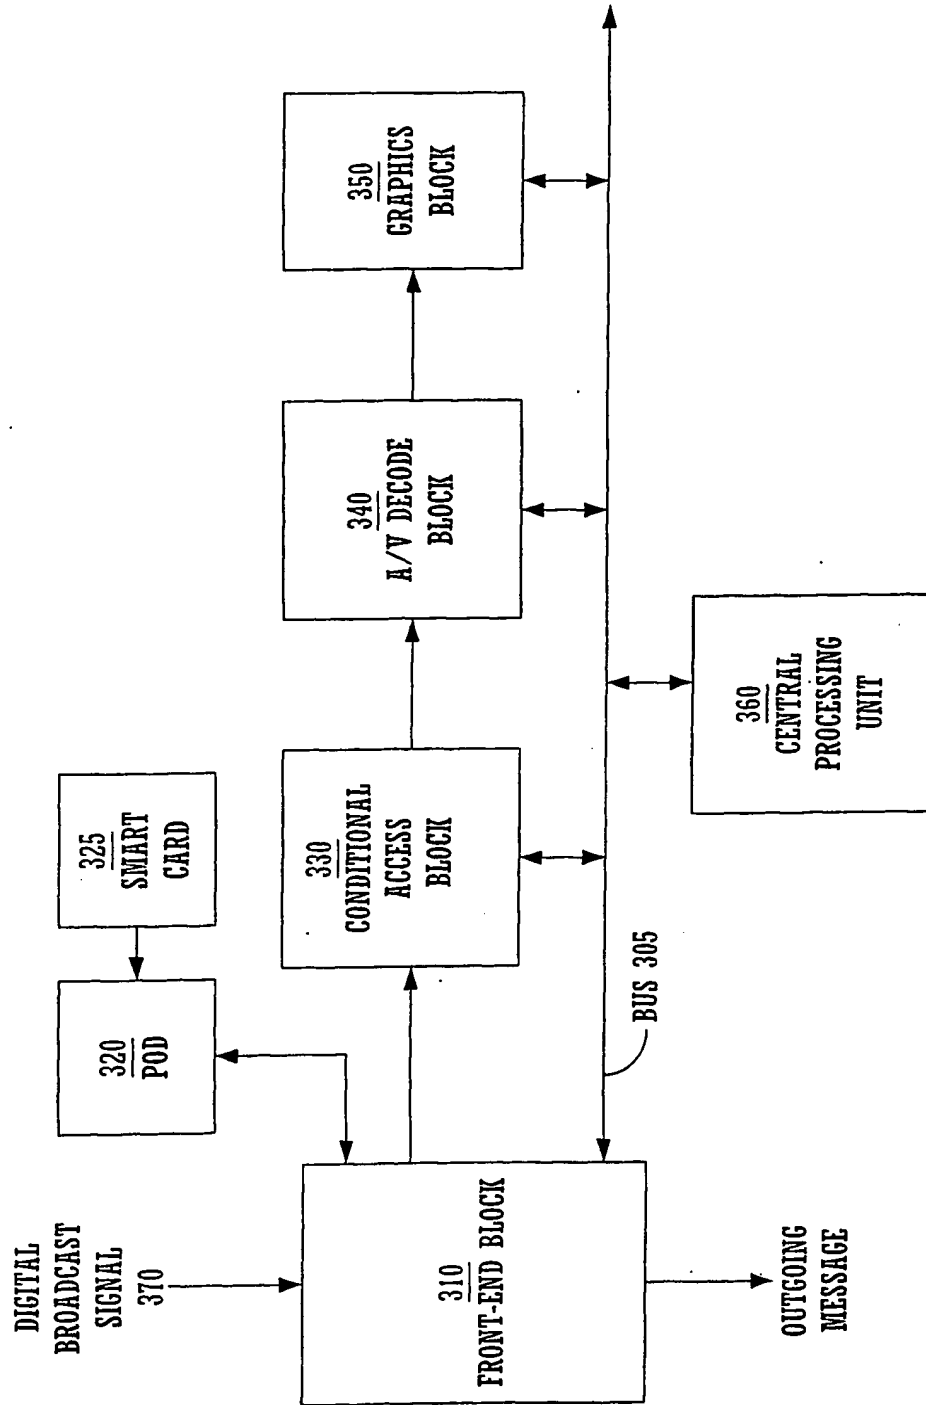 DIGITAL
BROADCAST
SIGNAL
370
310
FRONT-END BLOCK
OUTGOING
MESSAGE
320
POD
325
SMART
CARD
330
CONDITIONAL
ACCESS
BLOCK
340
A/V DECODE
BLOCK
350
GRAPHICS
BLOCK
BUS 305
360
CENTRAL
PROCESSING
UNIT